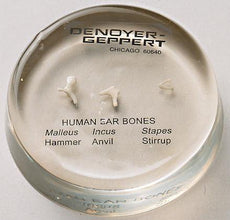 DENOYER-
GEPPERT
CHICAGO 60640
HUMAN EAR BONES
Malleus Incus Stapes
Hammer Anvil Stirrup